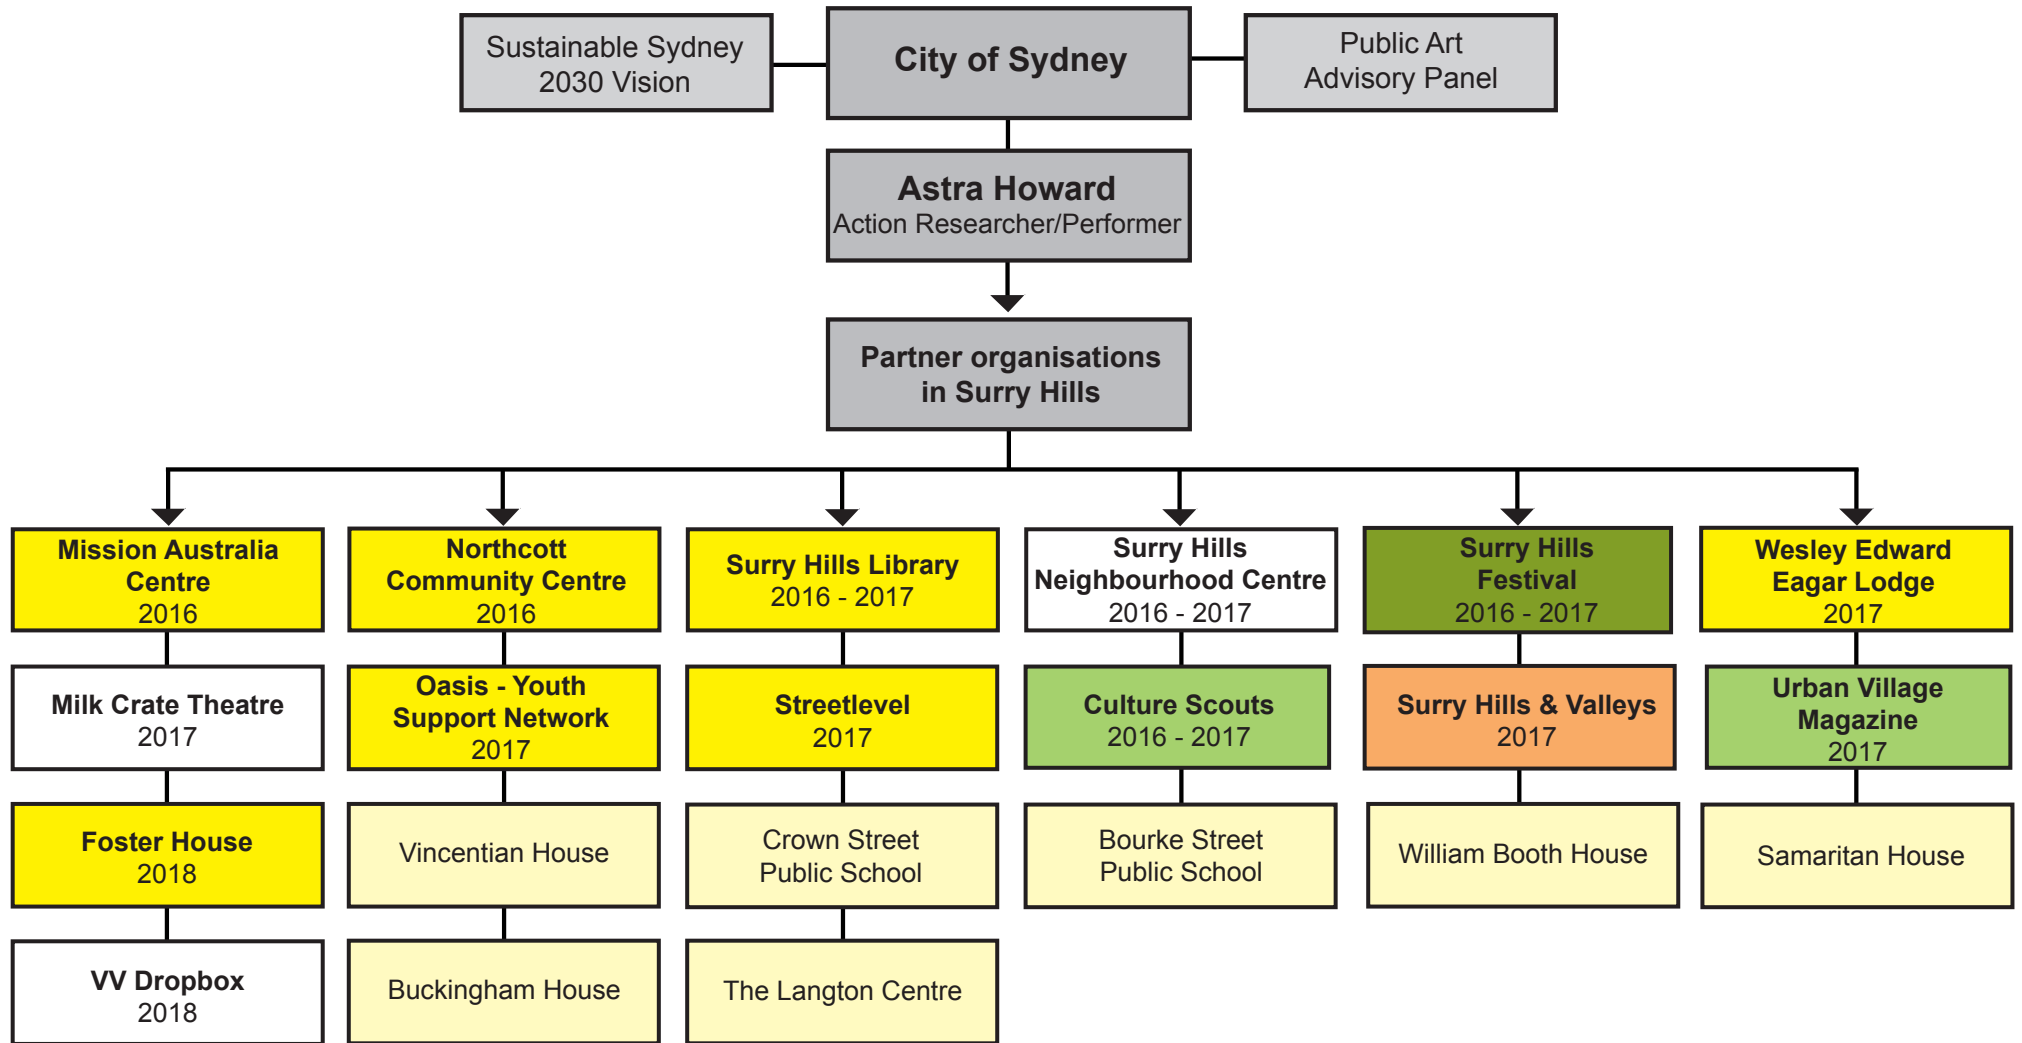 Sustainable Sydney
2030 Vision
City of Sydney
Public Art
Advisory Panel
Astra Howard
Action Researcher/Performer
Partner organisations
in Surry Hills
Mission Australia
Centre
2016
Northcott
Community Centre
2016
Surry Hills Library
2016 - 2017
Surry Hills
Neighbourhood Centre
2016 - 2017
Surry Hills
Festival
2016 - 2017
Wesley Edward
Eagar Lodge
2017
Milk Crate Theatre
2017
Oasis - Youth
Support Network
2017
Streetlevel
2017
Culture Scouts
2016 - 2017
Surry Hills & Valleys
2017
Urban Village
Magazine
2017
Foster House
2018
Vincentian House
Crown Street
Public School
Bourke Street
Public School
William Booth House
Samaritan House
VV Dropbox
2018
Buckingham House
The Langton Centre